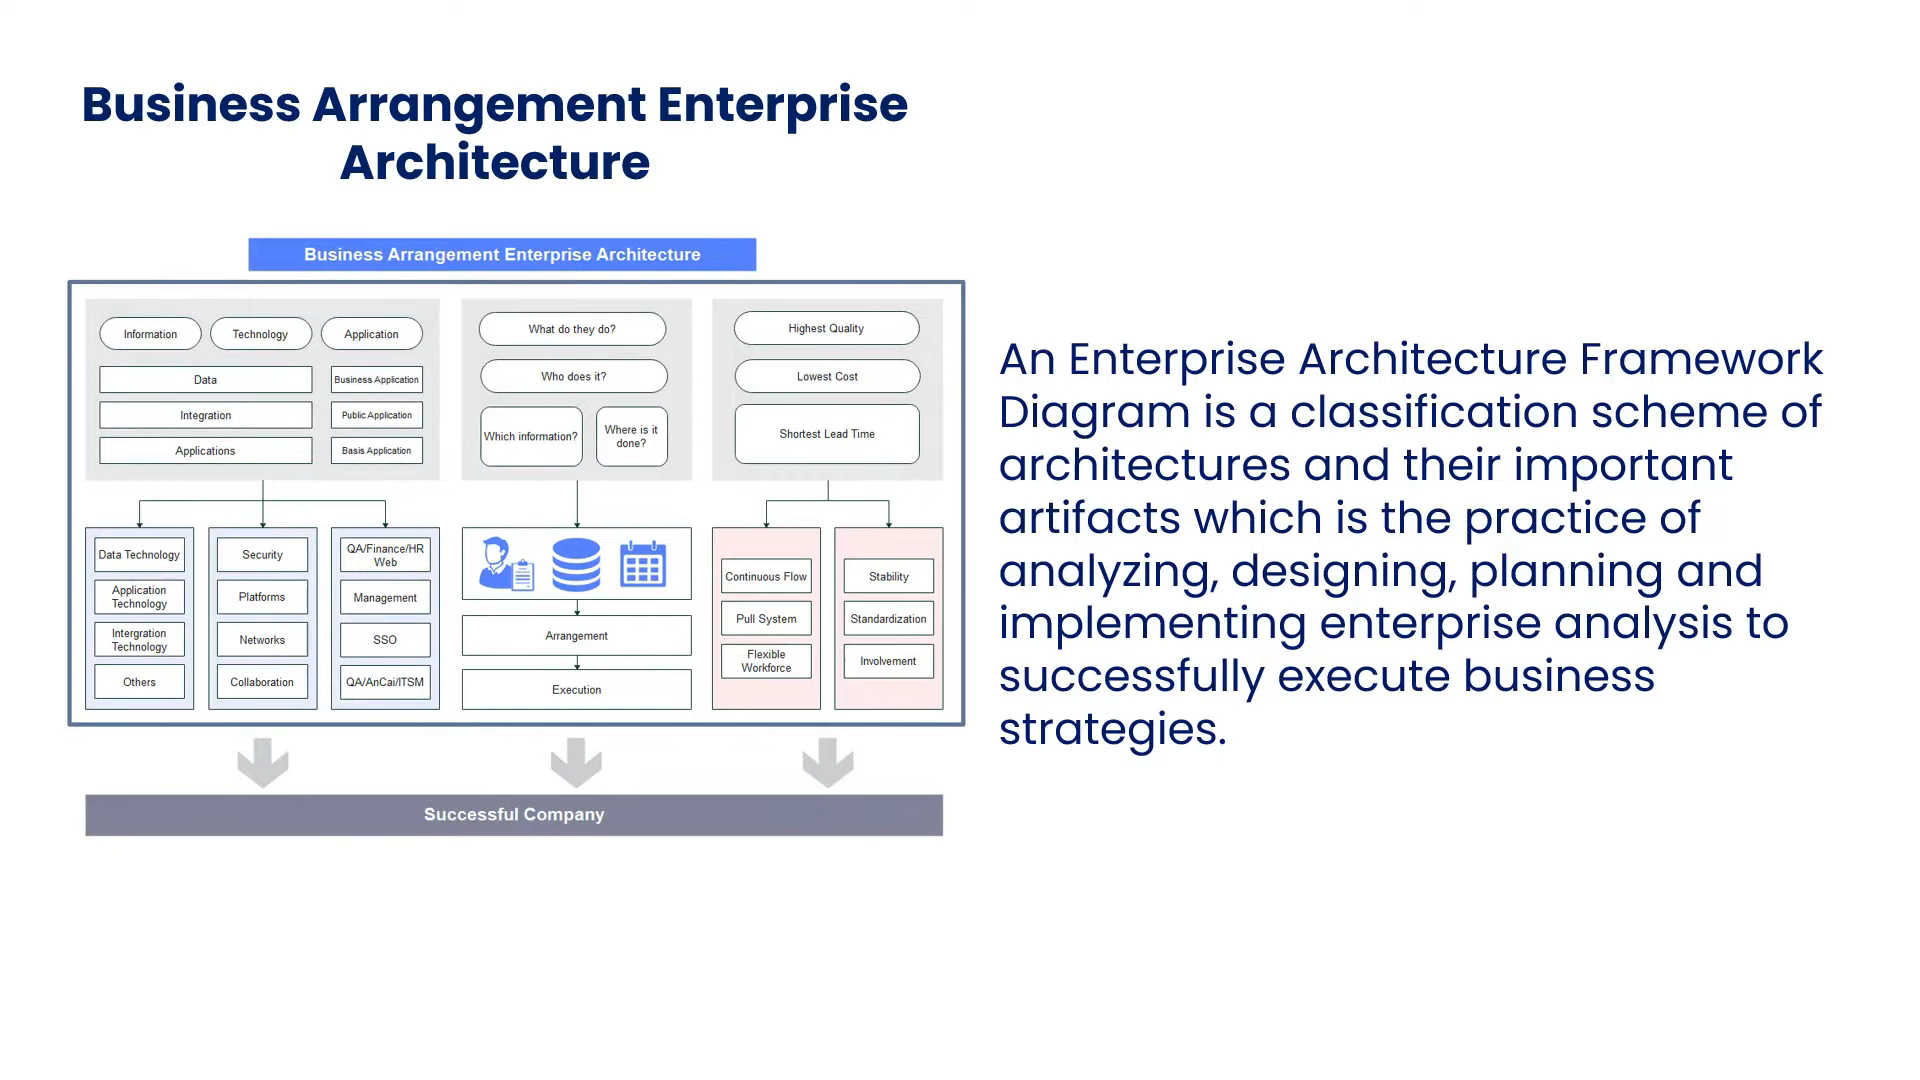 Business Arrangement Enterprise
Architecture
Business Arrangement Enterprise Architecture
Information
Technology
Application
Data
Business Application
Integration
Public Application
Applications
Basis Application
What do they do?
Who does it?
Which information?
Where is it
done?
Highest Quality
Lowest Cost
Shortest Lead Time
Data Technology
Application
Technology
Intergration
Technology
Others
Security
Platforms
Networks
Collaboration
QA/Finance/HR
Web
Management
SSO
QA/AnCai/ITSM
Arrangement
Execution
Continuous Flow
Pull System
Flexible
Workforce
Stability
Standardization
Involvement
Successful Company
An Enterprise Architecture Framework
Diagram is a classification scheme of
architectures and their important
artifacts which is the practice of
analyzing, designing, planning and
implementing enterprise analysis to
successfully execute business
strategies.